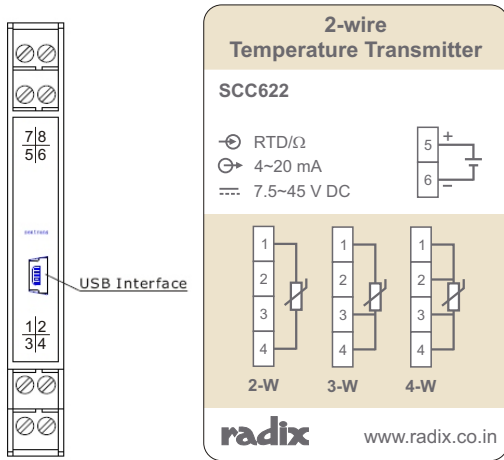 7 8
5 6
USB Interface
1 2
3 4
2-wire
Temperature Transmitter
SCC622
RTD/Ω
4~20 mA
7.5~45 V DC
5 +
6 −
1 1 1
2 2 2
3 3 3
4 4 4
2-W 3-W 4-W
radix www.radix.co.in